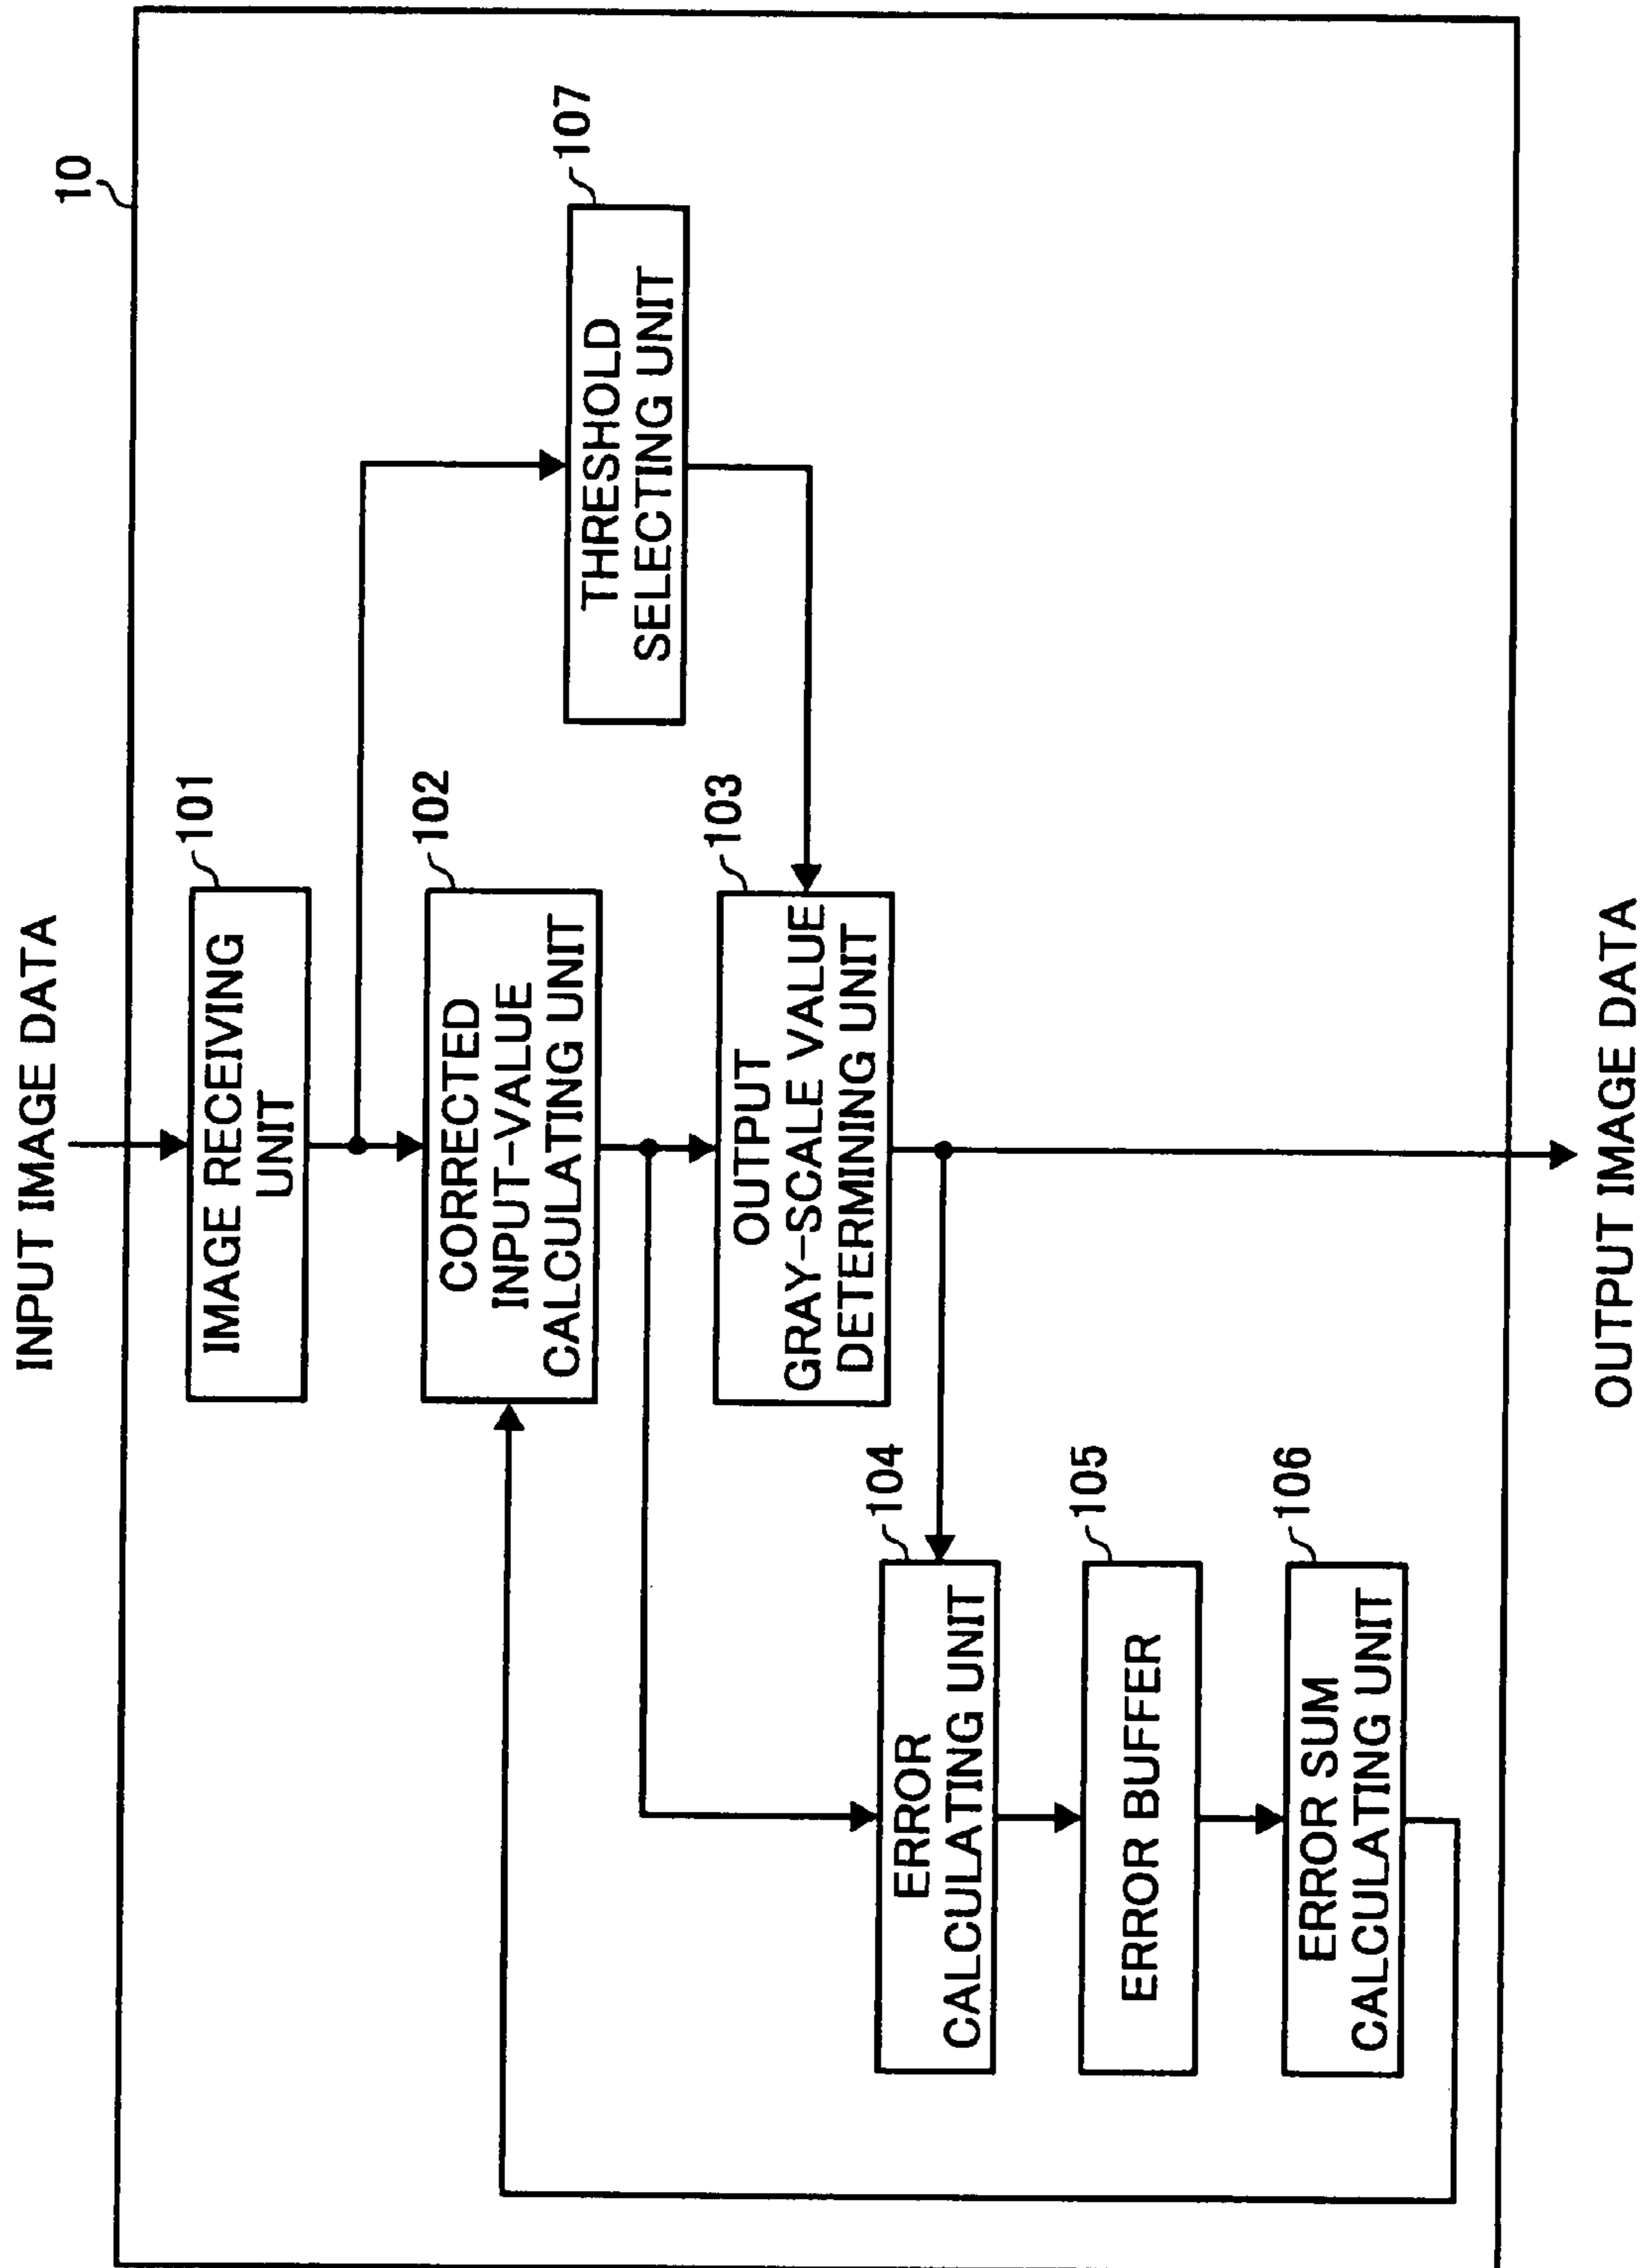 INPUT IMAGE DATA
10
101
IMAGE RECEIVING
UNIT
102
CORRECTED
INPUT-VALUE
CALCULATING UNIT
107
THRESHOLD
SELECTING UNIT
103
OUTPUT
GRAY-SCALE VALUE
DETERMINING UNIT
104
ERROR
CALCULATING UNIT
105
ERROR BUFFER
106
ERROR SUM
CALCULATING UNIT
OUTPUT IMAGE DATA